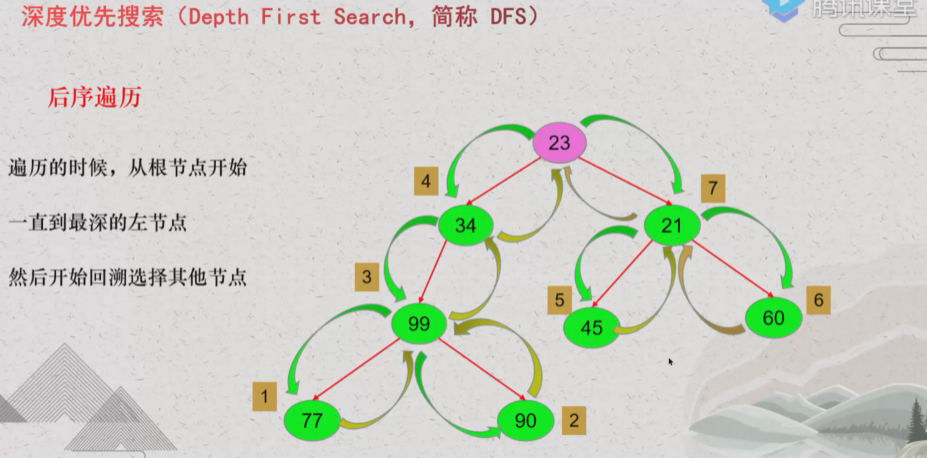 深度优先搜索（Depth First Search，简称 DFS）
腾讯课堂
后序遍历
遍历的时候，从根节点开始
一直到最深的左节点
然后开始回溯选择其他节点
23
4
7
34
21
3
5
6
99
45
60
1
77
90
2